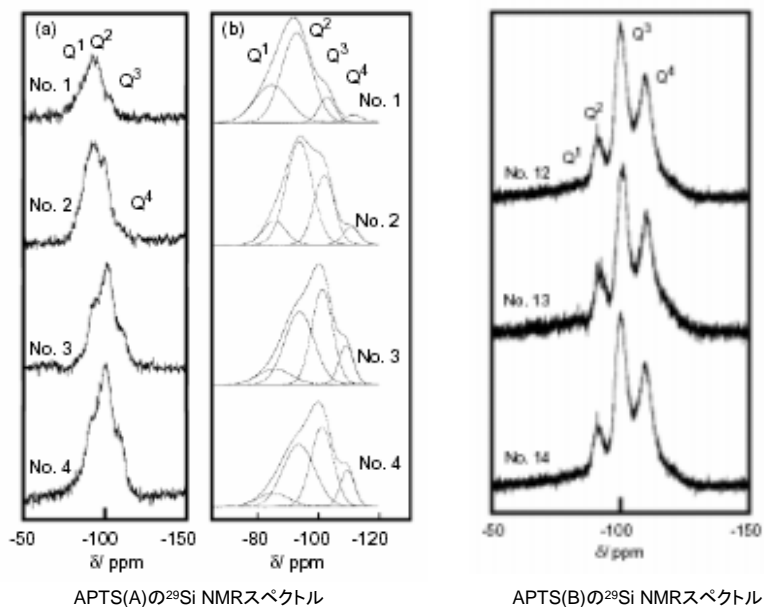 (a)
Q¹ Q² Q³
No. 1
No. 2
Q⁴
No. 3
No. 4
-50 -100 -150
δ/ ppm
(b)
Q¹ Q² Q³ Q⁴
No. 1
No. 2
No. 3
No. 4
-80 -100 -120
δ/ ppm
Q³
Q⁴
Q²
Q¹
No. 12
No. 13
No. 14
-50 -100 -150
δ/ ppm
APTS(A)の²⁹Si NMRスペクトル
APTS(B)の²⁹Si NMRスペクトル